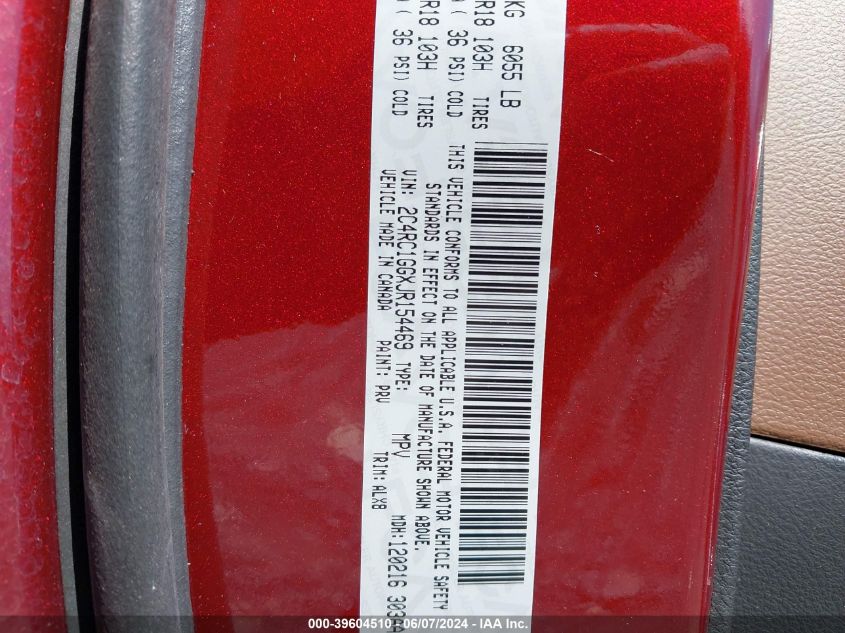 KG 6055 LB
R18 103H TIRES
( 36 PSI) COLD
R18 103H TIRES
( 36 PSI) COLD
THIS VEHICLE CONFORMS TO ALL APPLICABLE U.S.A. FEDERAL MOTOR VEHICLE SAFETY
STANDARDS IN EFFECT ON THE DATE OF MANUFACTURE SHOWN ABOVE.
VIN: 2C4RC1GGXJR154469 TYPE: MPV MDH:120216
VEHICLE MADE IN CANADA PAINT: PRV TRIM: ALXB
000-39604510 | 06/07/2024 | IAA Inc.